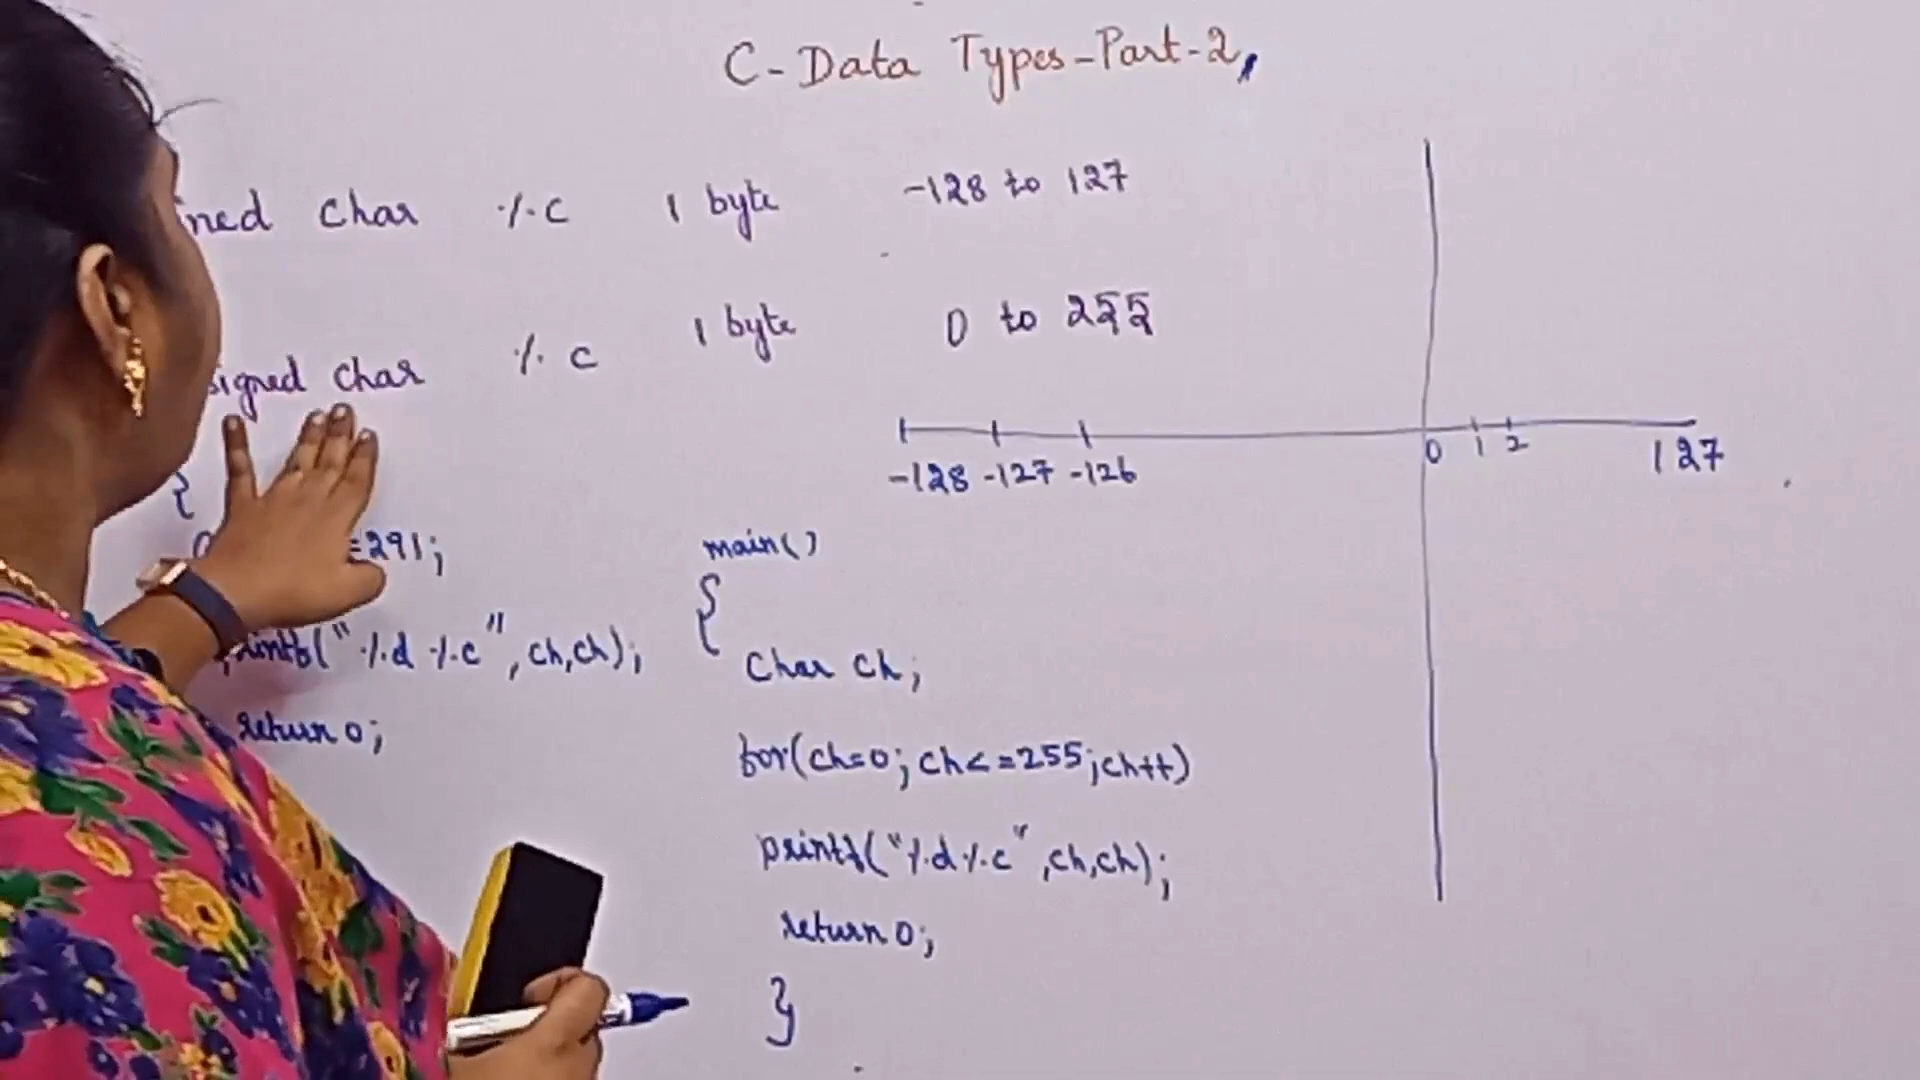 C-Data Types-Part-2,
char %c 1 byte -128 to 127
char %c 1 byte 0 to 255
-128 -127 -126 0 1 2 127
{
=291;
printf("%d %c", ch,ch);
return 0;
main()
{
char ch;
for(ch=0; ch<=255; ch++)
printf("%d%c", ch,ch);
return 0;
}